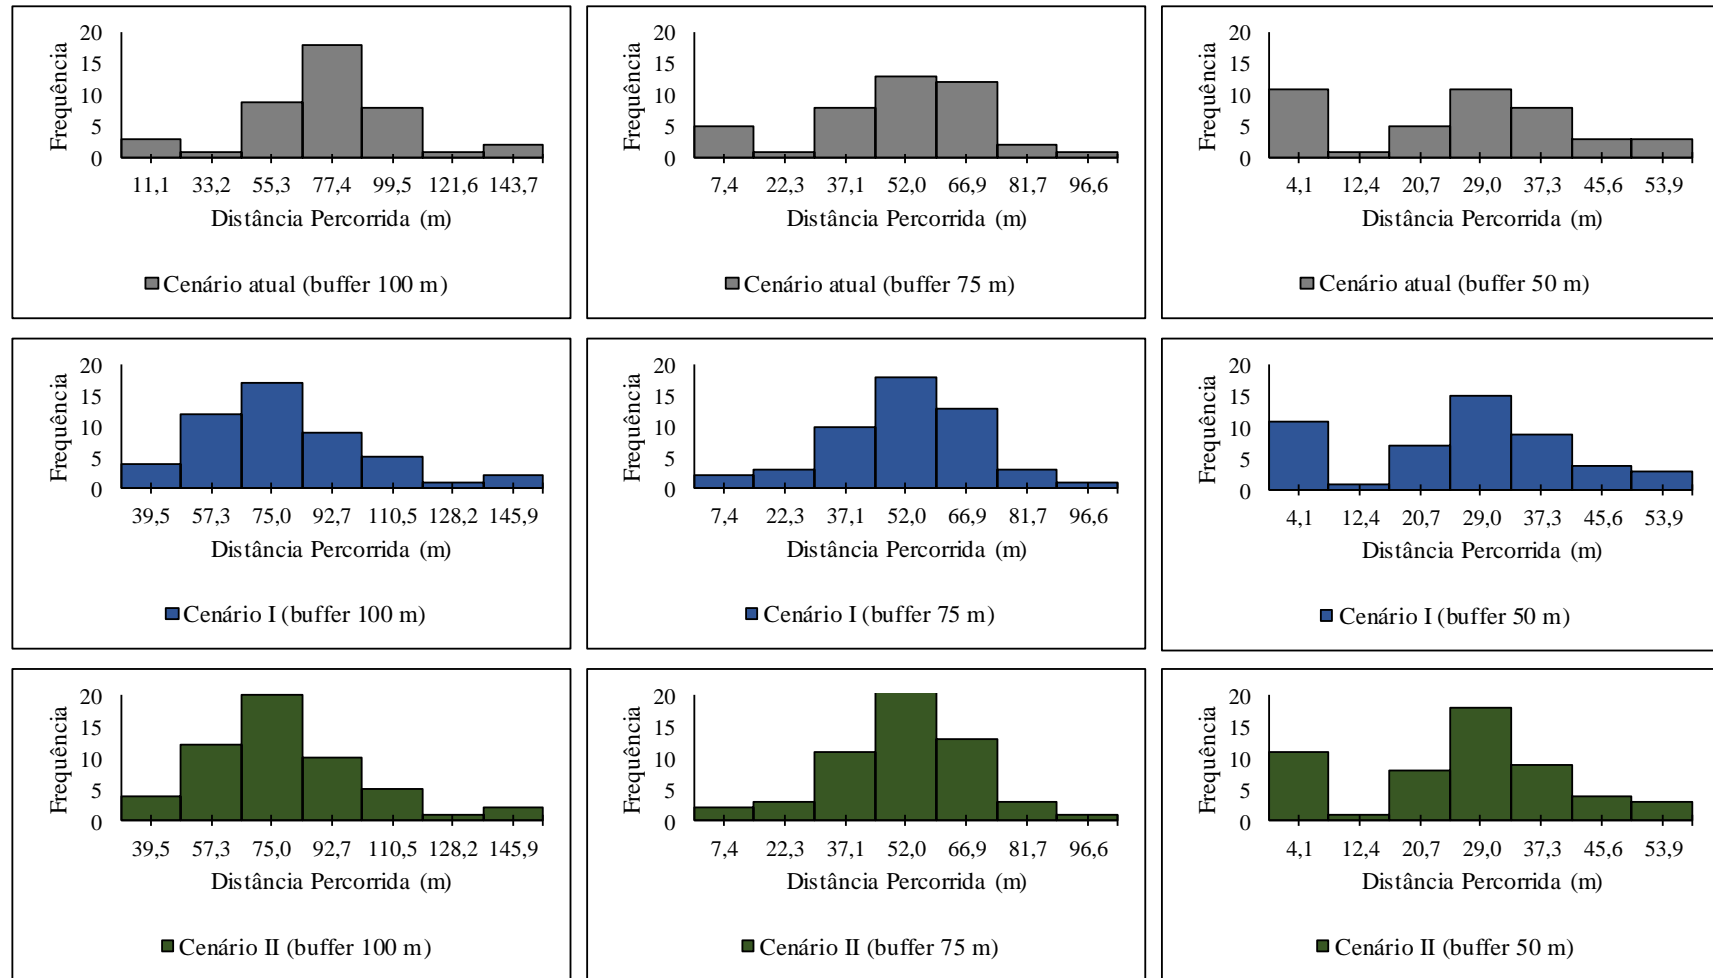 Frequência
20
15
10
5
0
11,1 33,2 55,3 77,4 99,5 121,6 143,7
Distância Percorrida (m)
Cenário atual (buffer 100 m)
Frequência
20
15
10
5
0
7,4 22,3 37,1 52,0 66,9 81,7 96,6
Distância Percorrida (m)
Cenário atual (buffer 75 m)
Frequência
20
15
10
5
0
4,1 12,4 20,7 29,0 37,3 45,6 53,9
Distância Percorrida (m)
Cenário atual (buffer 50 m)
Frequência
20
15
10
5
0
39,5 57,3 75,0 92,7 110,5 128,2 145,9
Distância Percorrida (m)
Cenário I (buffer 100 m)
Frequência
20
15
10
5
0
7,4 22,3 37,1 52,0 66,9 81,7 96,6
Distância Percorrida (m)
Cenário I (buffer 75 m)
Frequência
20
15
10
5
0
4,1 12,4 20,7 29,0 37,3 45,6 53,9
Distância Percorrida (m)
Cenário I (buffer 50 m)
Frequência
20
15
10
5
0
39,5 57,3 75,0 92,7 110,5 128,2 145,9
Distância Percorrida (m)
Cenário II (buffer 100 m)
Frequência
20
15
10
5
0
7,4 22,3 37,1 52,0 66,9 81,7 96,6
Distância Percorrida (m)
Cenário II (buffer 75 m)
Frequência
20
15
10
5
0
4,1 12,4 20,7 29,0 37,3 45,6 53,9
Distância Percorrida (m)
Cenário II (buffer 50 m)